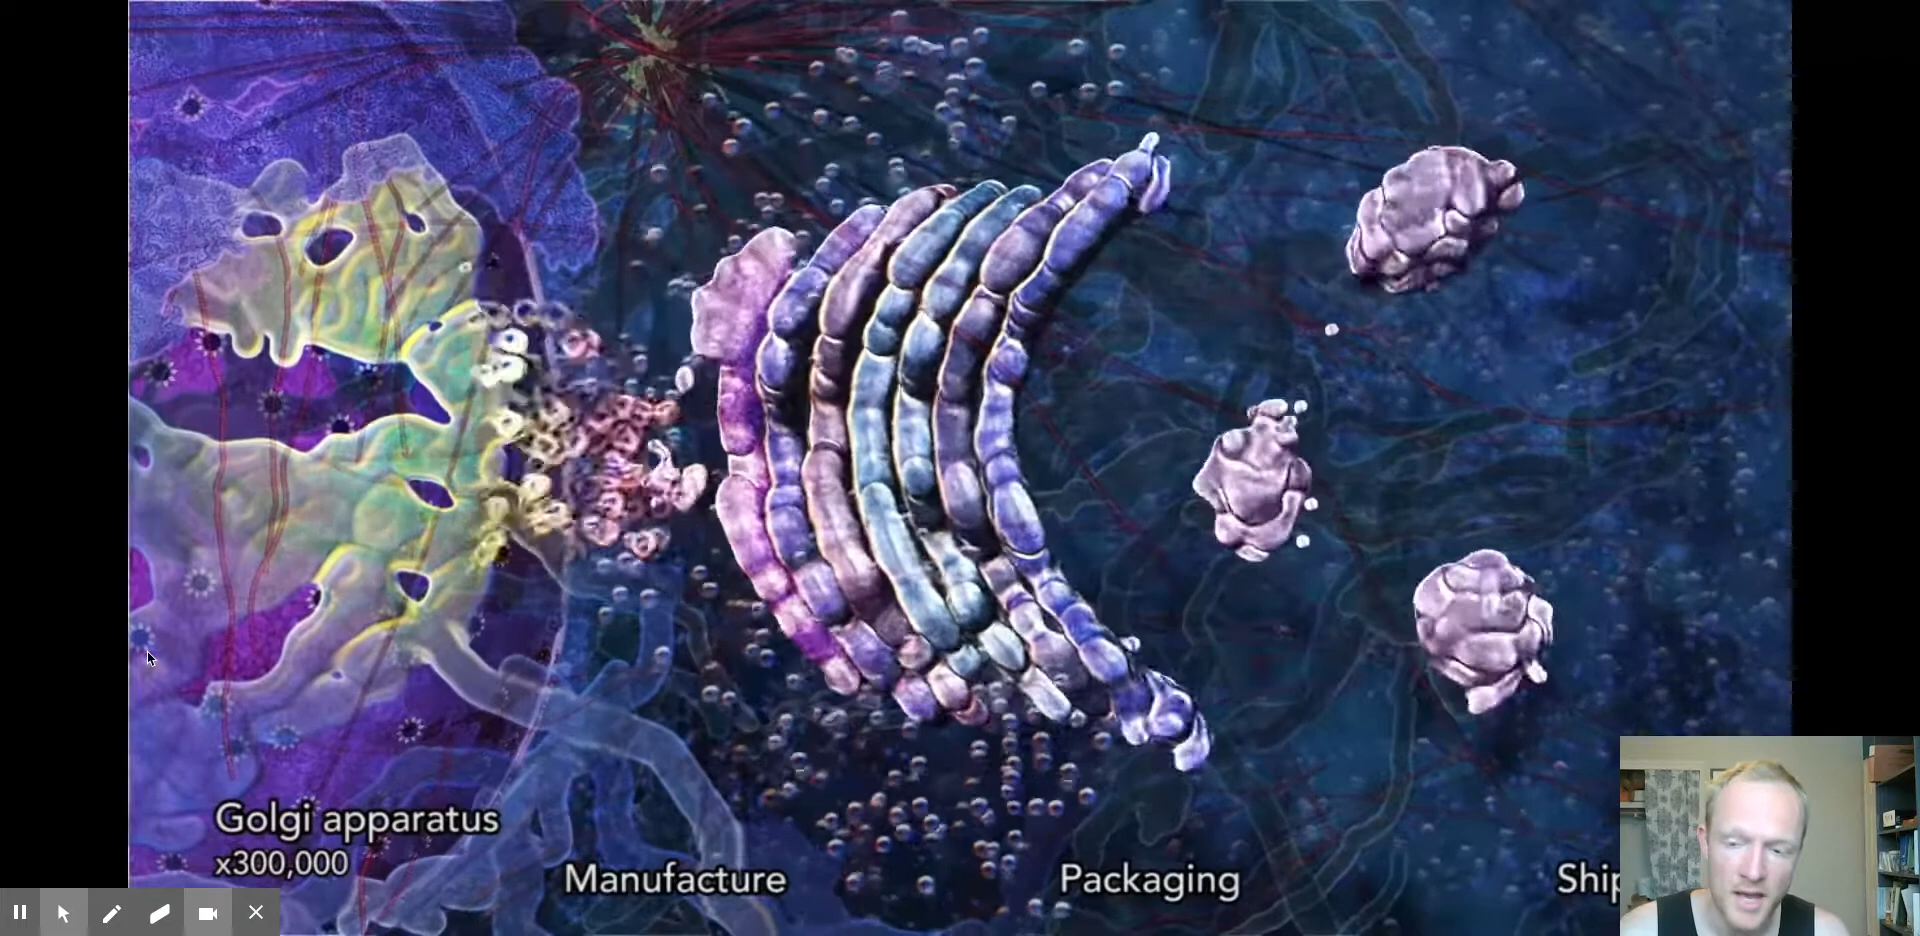 Golgi apparatus
x300,000
Manufacture
Packaging